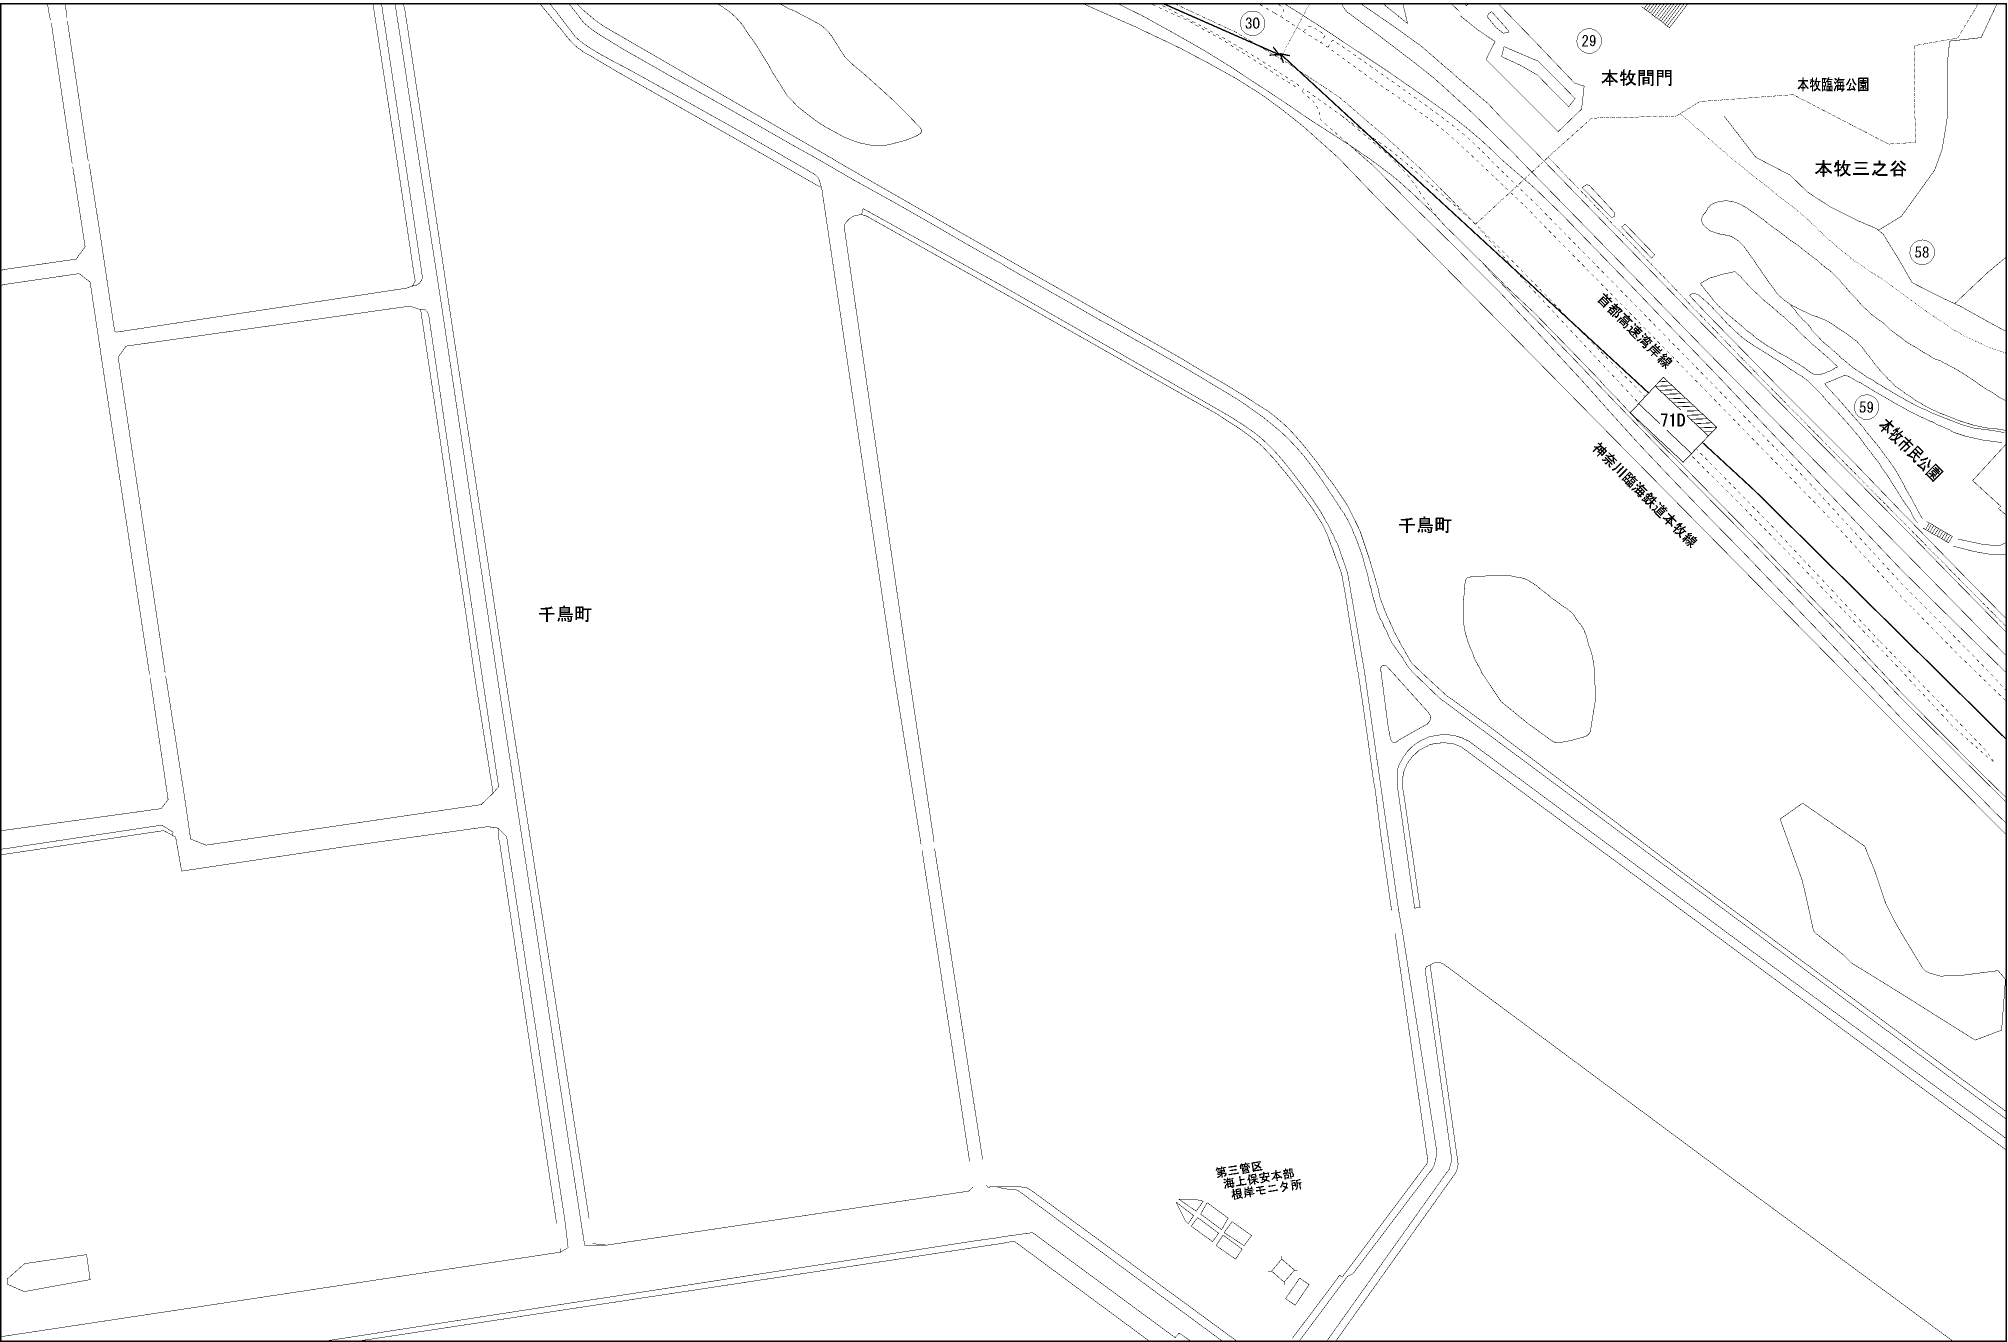 30
29
本牧間門
本牧臨海公園
本牧三之谷
58
首都高速湾岸線
71D
59
本牧市民公園
神奈川臨海鉄道本牧線
千鳥町
千鳥町
第三管区
海上保安本部
根岸モニタ所